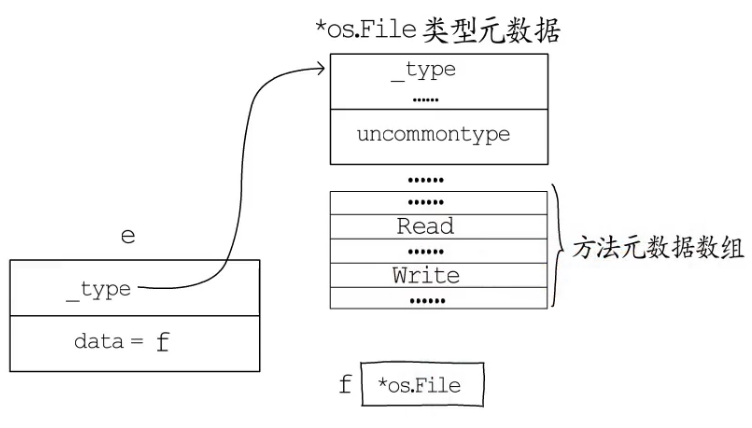 *os.File 类型元数据
_type
……
uncommontype
……
……
Read
……
Write
……
方法元数据数组
e
_type
data = f
f
*os.File